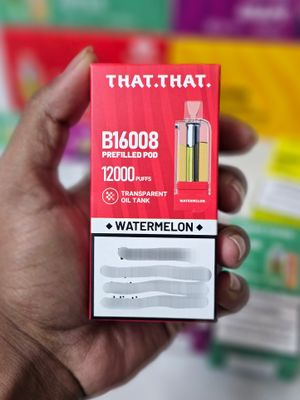 THAT.THAT.
B16008
PREFILLED POD
12000 PUFFS
TRANSPARENT
OIL TANK
WATERMELON
WATERMELON